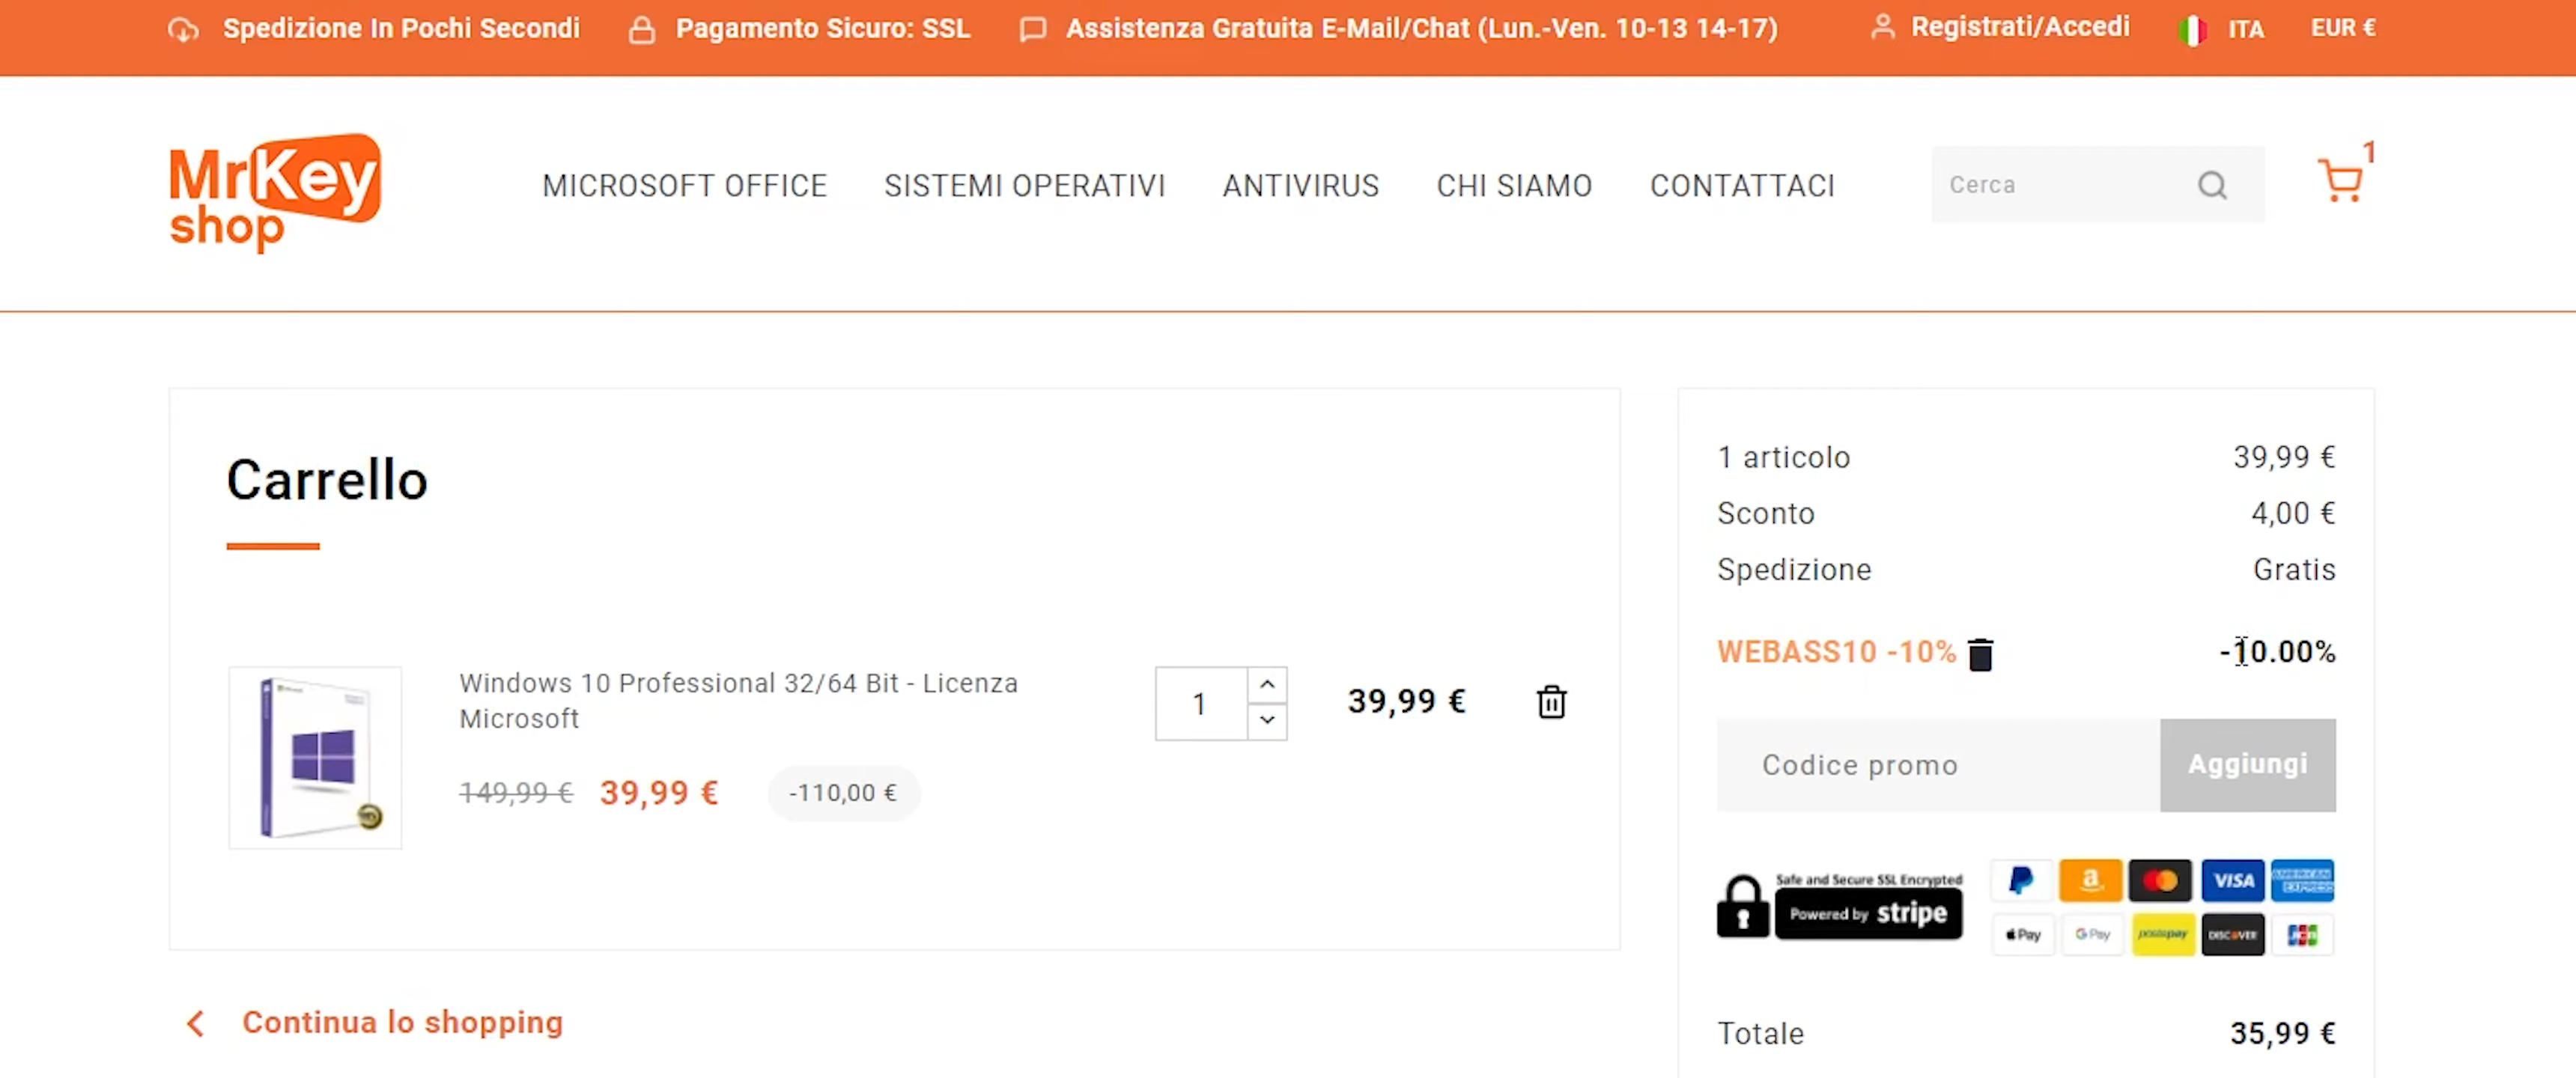 Spedizione In Pochi Secondi
Pagamento Sicuro: SSL
Assistenza Gratuita E-Mail/Chat (Lun.-Ven. 10-13 14-17)
Registrati/Accedi
ITA
EUR €
MrKey
shop
MICROSOFT OFFICE
SISTEMI OPERATIVI
ANTIVIRUS
CHI SIAMO
CONTATTACI
Cerca
1
Carrello
Windows 10 Professional 32/64 Bit - Licenza
Microsoft
149,99 € 39,99 € -110,00 €
1
39,99 €
Continua lo shopping
1 articolo 39,99 €
Sconto 4,00 €
Spedizione Gratis
WEBASS10 -10% -10.00%
Codice promo Aggiungi
Safe and Secure SSL Encrypted
Powered by stripe
VISA
AMERICAN EXPRESS
Pay
G Pay
postepay
DISCOVER
JCB
Totale 35,99 €